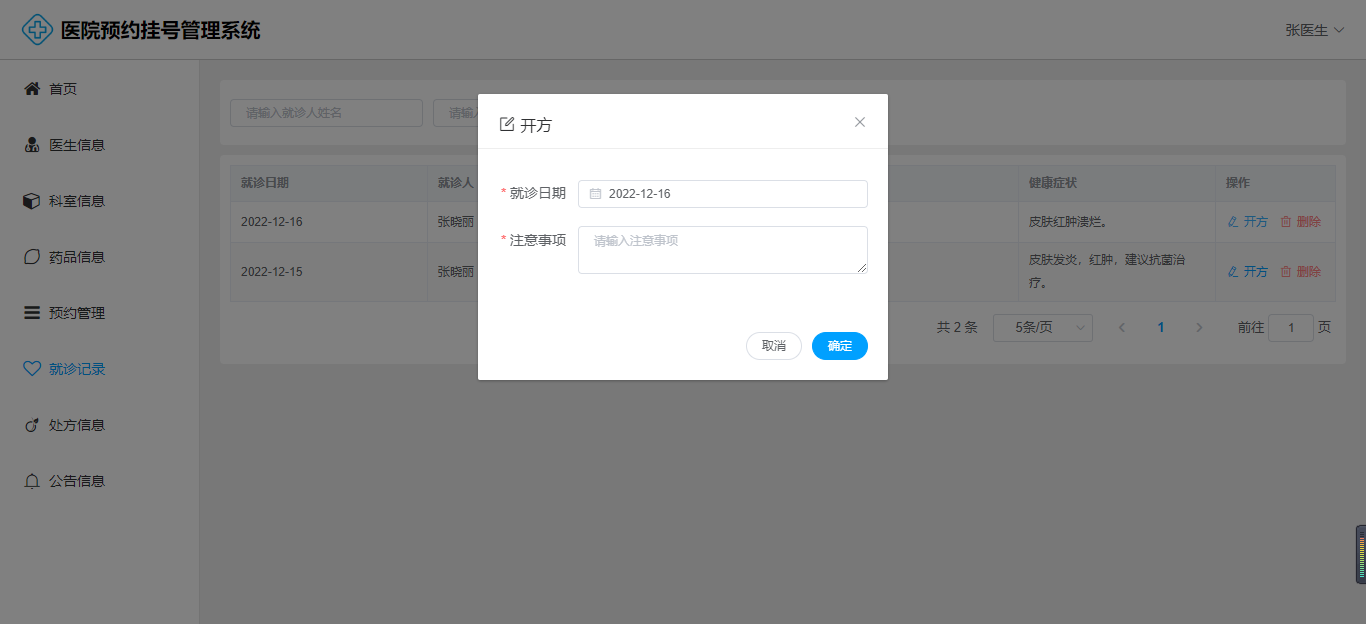 医院预约挂号管理系统
张医生
首页
医生信息
科室信息
药品信息
预约管理
就诊记录
处方信息
公告信息
请输入就诊人姓名
请输入
就诊日期 就诊人 健康症状 操作
2022-12-16 张晓丽 皮肤红肿溃烂。 开方 删除
2022-12-15 张晓丽 皮肤发炎，红肿，建议抗菌治疗。 开方 删除
共 2 条 5条/页 1 前往 1 页
开方
* 就诊日期 2022-12-16
* 注意事项 请输入注意事项
取消 确定